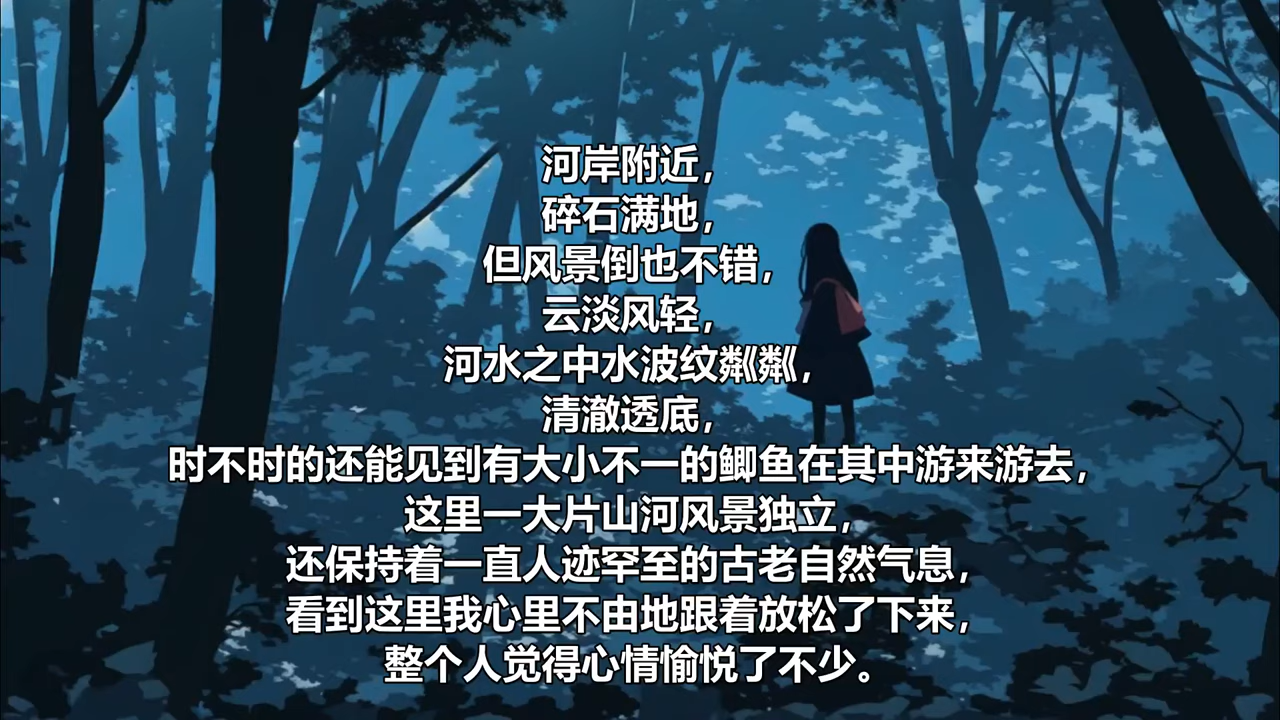 河岸附近，
碎石满地，
但风景倒也不错，
云淡风轻，
河水之中水波纹粼粼，
清澈透底，
时不时的还能见到有大小不一的鲫鱼在其中游来游去，
这里一大片山河风景独立，
还保持着一直人迹罕至的古老自然气息，
看到这里我心里不由地跟着放松了下来，
整个人觉得心情愉悦了不少。